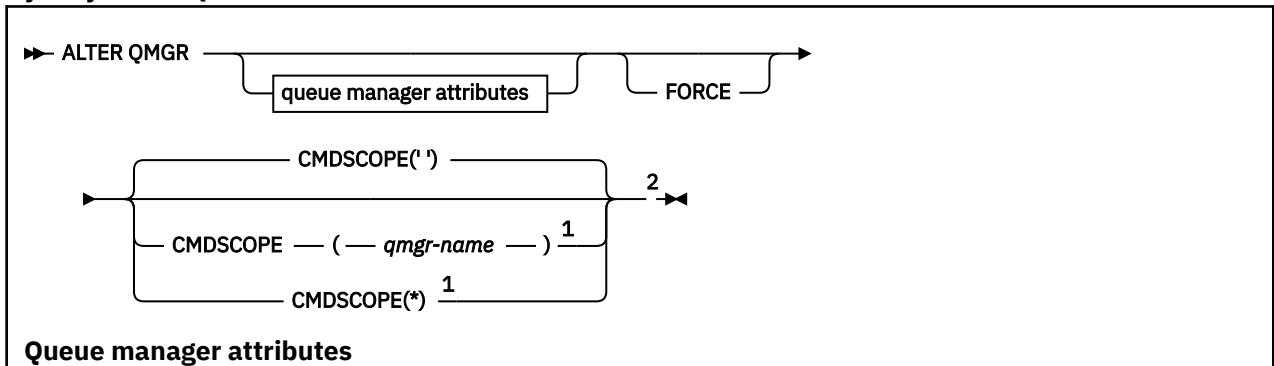 ALTER QMGR
queue manager attributes
FORCE
CMDSCOPE(' ')
2
CMDSCOPE ( qmgr-name ) 1
CMDSCOPE(*) 1
Queue manager attributes